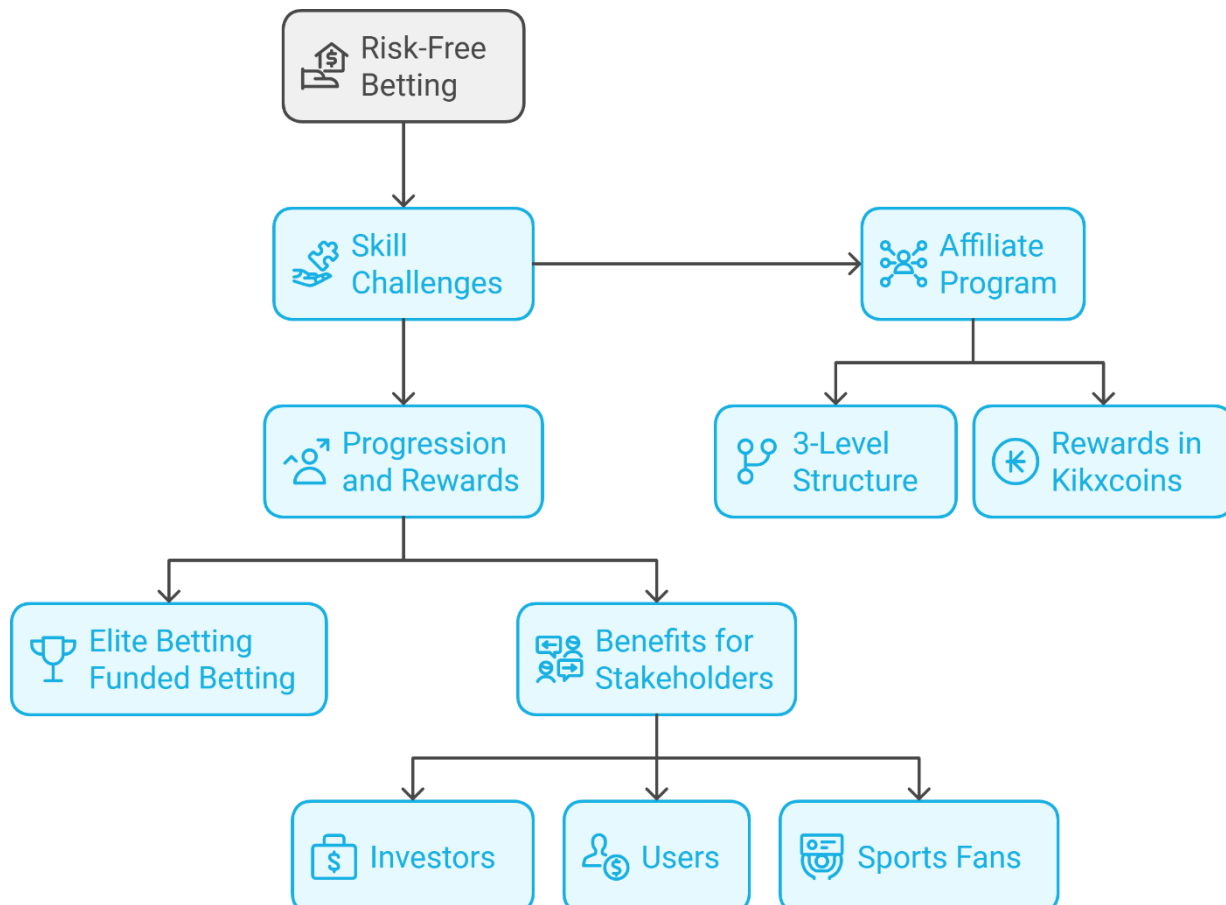 Risk-Free
Betting
Skill
Challenges
Affiliate
Program
Progression
and Rewards
3-Level
Structure
Rewards in
Kikxcoins
Elite Betting
Funded Betting
Benefits for
Stakeholders
Investors
Users
Sports Fans